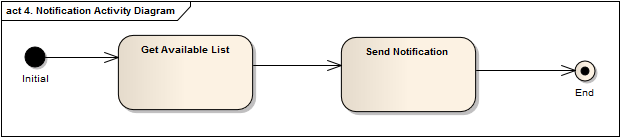 act 4. Notification Activity Diagram
Get Available List
Send Notification
Initial
End